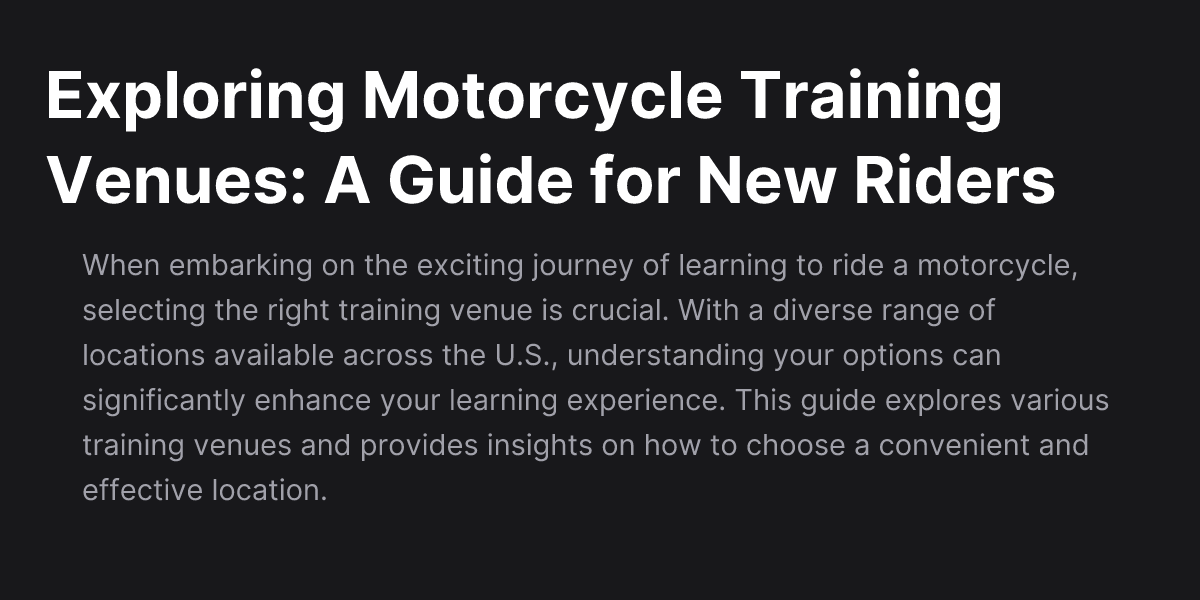 Exploring Motorcycle Training
Venues: A Guide for New Riders
When embarking on the exciting journey of learning to ride a motorcycle,
selecting the right training venue is crucial. With a diverse range of
locations available across the U.S., understanding your options can
significantly enhance your learning experience. This guide explores various
training venues and provides insights on how to choose a convenient and
effective location.